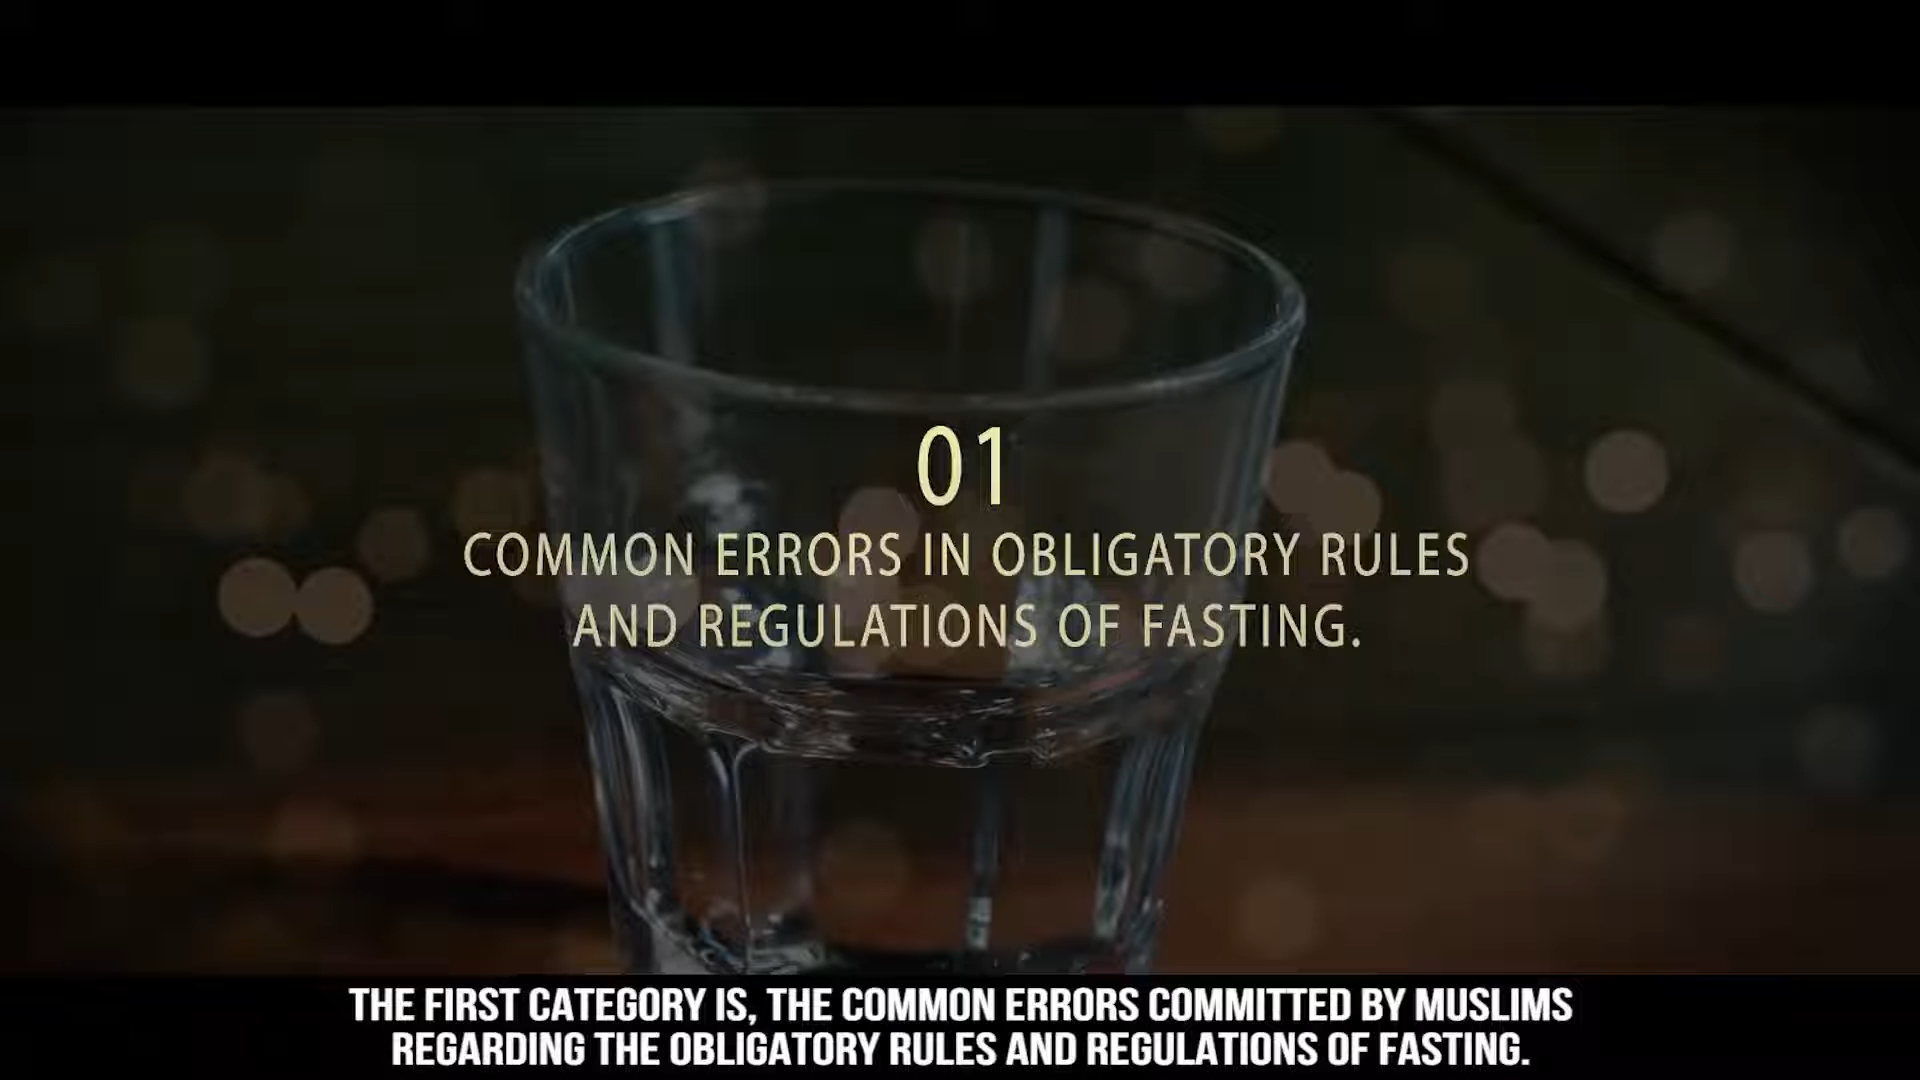 01
COMMON ERRORS IN OBLIGATORY RULES
AND REGULATIONS OF FASTING.
THE FIRST CATEGORY IS, THE COMMON ERRORS COMMITTED BY MUSLIMS
REGARDING THE OBLIGATORY RULES AND REGULATIONS OF FASTING.